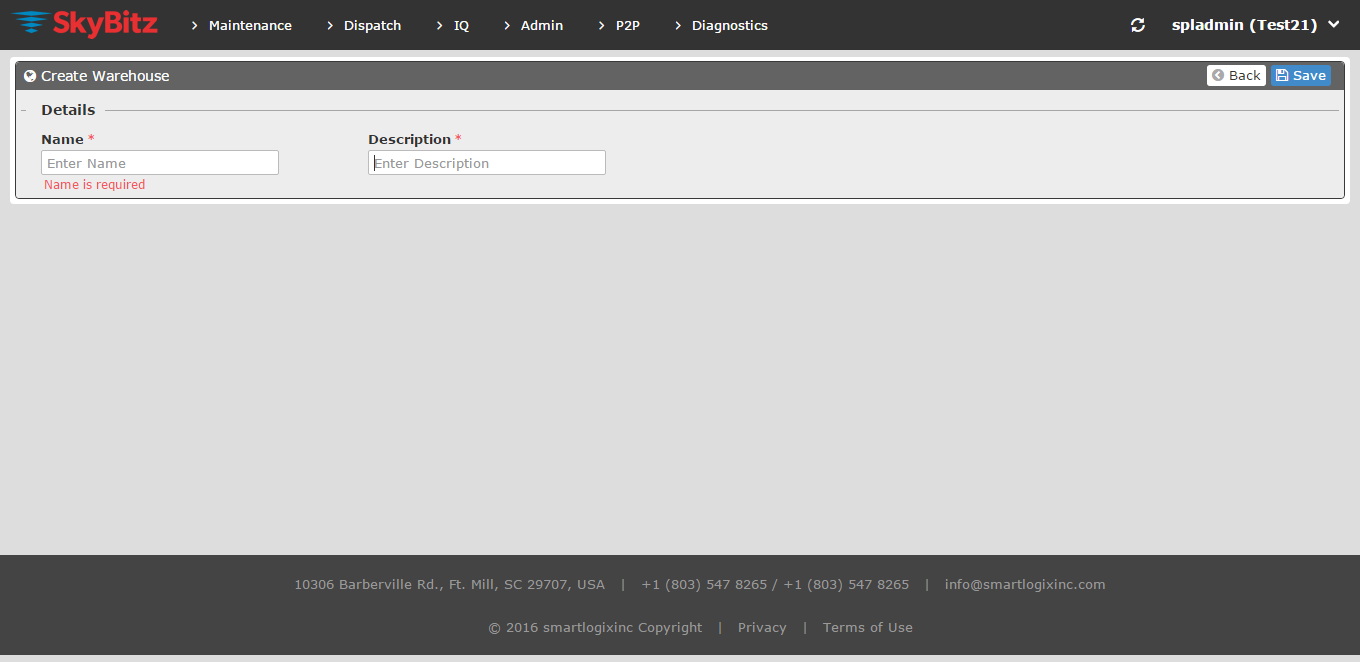 SkyBitz Maintenance Dispatch IQ Admin P2P Diagnostics spladmin (Test21)
Create Warehouse Back Save
Details
Name * Description *
Enter Name Enter Description
Name is required
10306 Barberville Rd., Ft. Mill, SC 29707, USA | +1 (803) 547 8265 / +1 (803) 547 8265 | info@smartlogixinc.com
© 2016 smartlogixinc Copyright | Privacy | Terms of Use